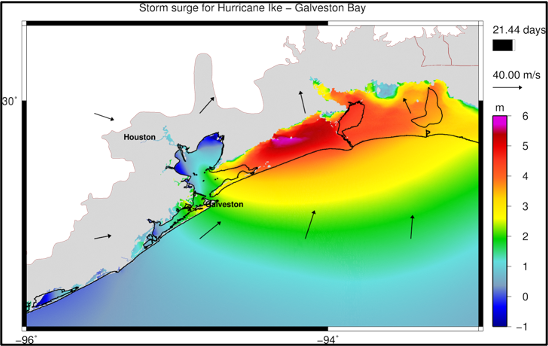 Storm surge for Hurricane Ike − Galveston Bay
21.44 days
40.00 m/s
m
6
5
4
3
2
1
0
−1
30˚
Houston
Galveston
−96˚
−94˚